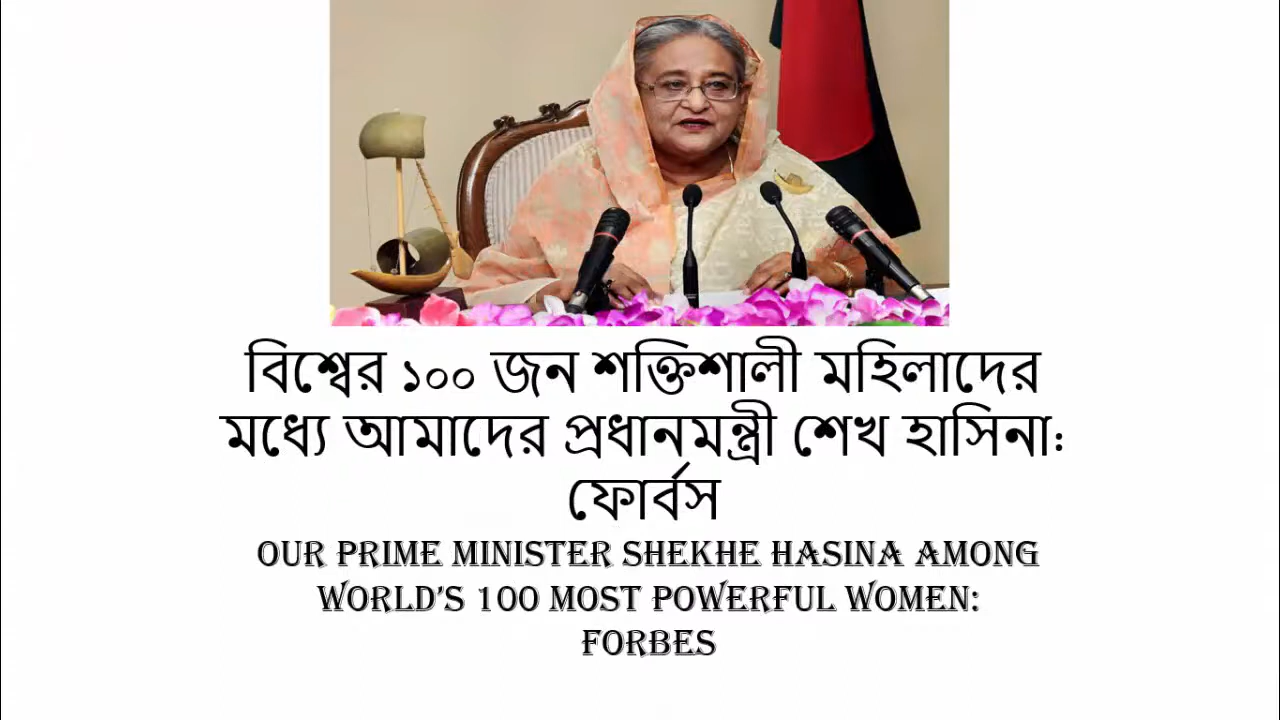 বিশ্বের ১০০ জন শক্তিশালী মহিলাদের
মধ্যে আমাদের প্রধানমন্ত্রী শেখ হাসিনা:
ফোর্বস
OUR PRIME MINISTER SHEKHE HASINA AMONG
WORLD'S 100 MOST POWERFUL WOMEN:
FORBES